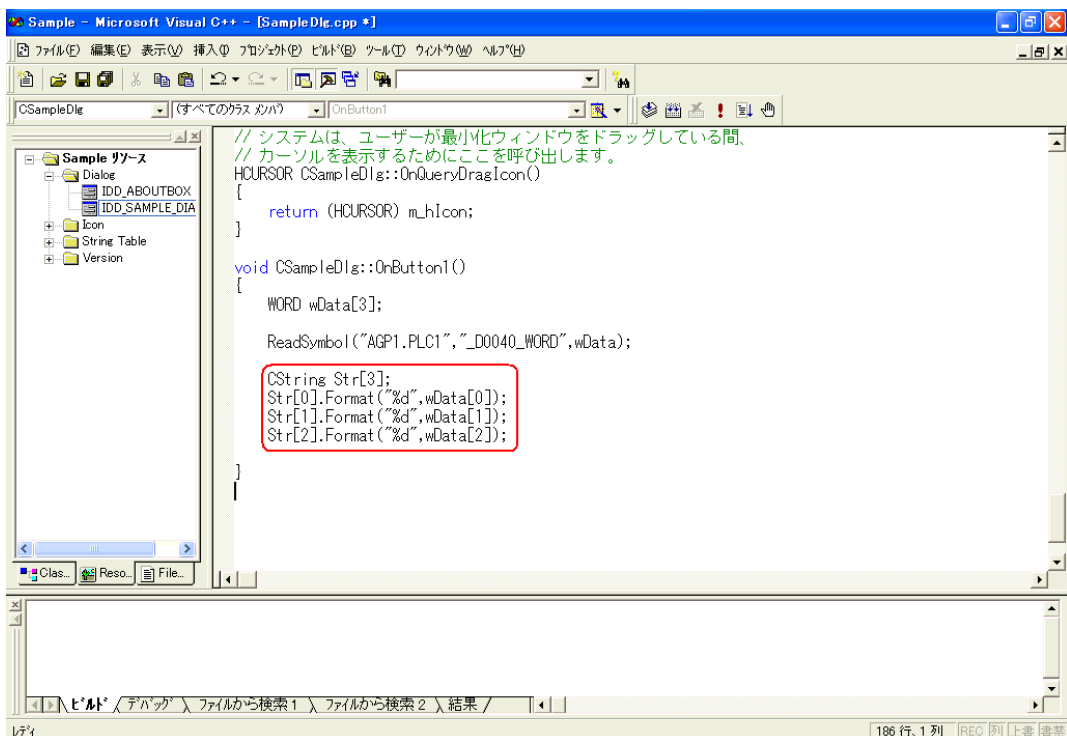 Sample - Microsoft Visual C++ - [SampleDlg.cpp *]
ファイル(F) 編集(E) 表示(V) 挿入(I) プロジェクト(P) ビルド(B) ツール(T) ウィンドウ(W) ヘルプ(H)
CSampleDlg (すべてのクラス メンバ) OnButton1
Sample リソース
Dialog
IDD_ABOUTBOX
IDD_SAMPLE_DIA
Icon
String Table
Version
Clas... Reso... File...
// システムは、ユーザーが最小化ウィンドウをドラッグしている間、
// カーソルを表示するためにここを呼び出します。
HCURSOR CSampleDlg::OnQueryDragIcon()
{
return (HCURSOR) m_hIcon;
}
void CSampleDlg::OnButton1()
{
WORD wData[3];
ReadSymbol("AGP1.PLC1","_D0040_WORD",wData);
CString Str[3];
Str[0].Format("%d",wData[0]);
Str[1].Format("%d",wData[1]);
Str[2].Format("%d",wData[2]);
}
ビルド デバッグ ファイルから検索 1 ファイルから検索 2 結果
レディ 186 行、1 列 REC 列 上書 書禁